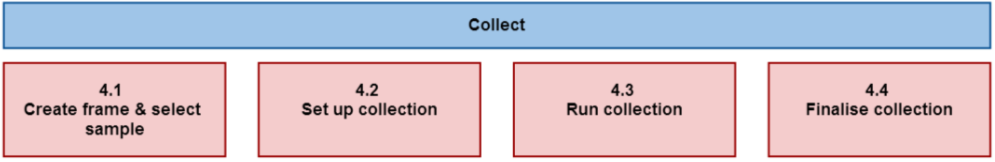 Collect
4.1
Create frame & select
sample
4.2
Set up collection
4.3
Run collection
4.4
Finalise collection